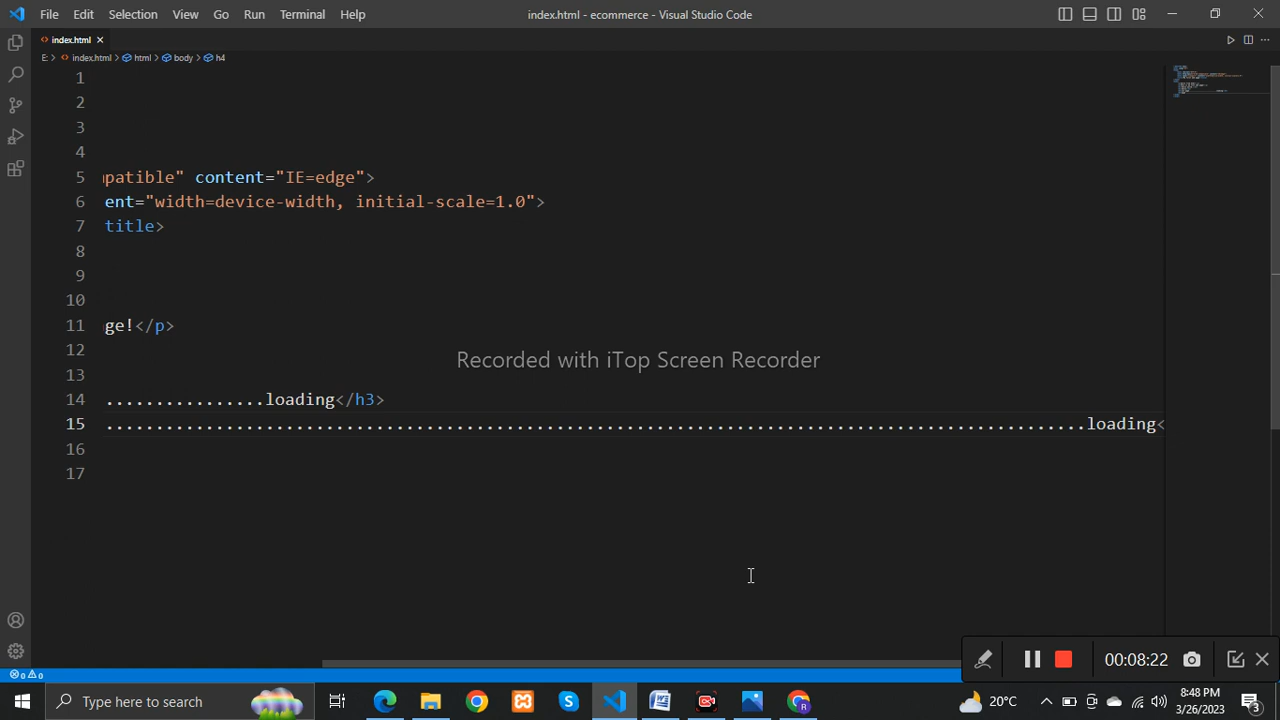 File Edit Selection View Go Run Terminal Help index.html - ecommerce - Visual Studio Code
index.html
E: > index.html > html > body > h4
1
2
3
4
5 patible" content="IE=edge">
6 ent="width=device-width, initial-scale=1.0">
7 title>
8
9
10
11 ge!</p>
12
13
Recorded with iTop Screen Recorder
14 ................loading</h3>
15 ..................................................................................................loading<
16
17
00:08:22
0 0
Type here to search
20°C
8:48 PM
3/26/2023
3